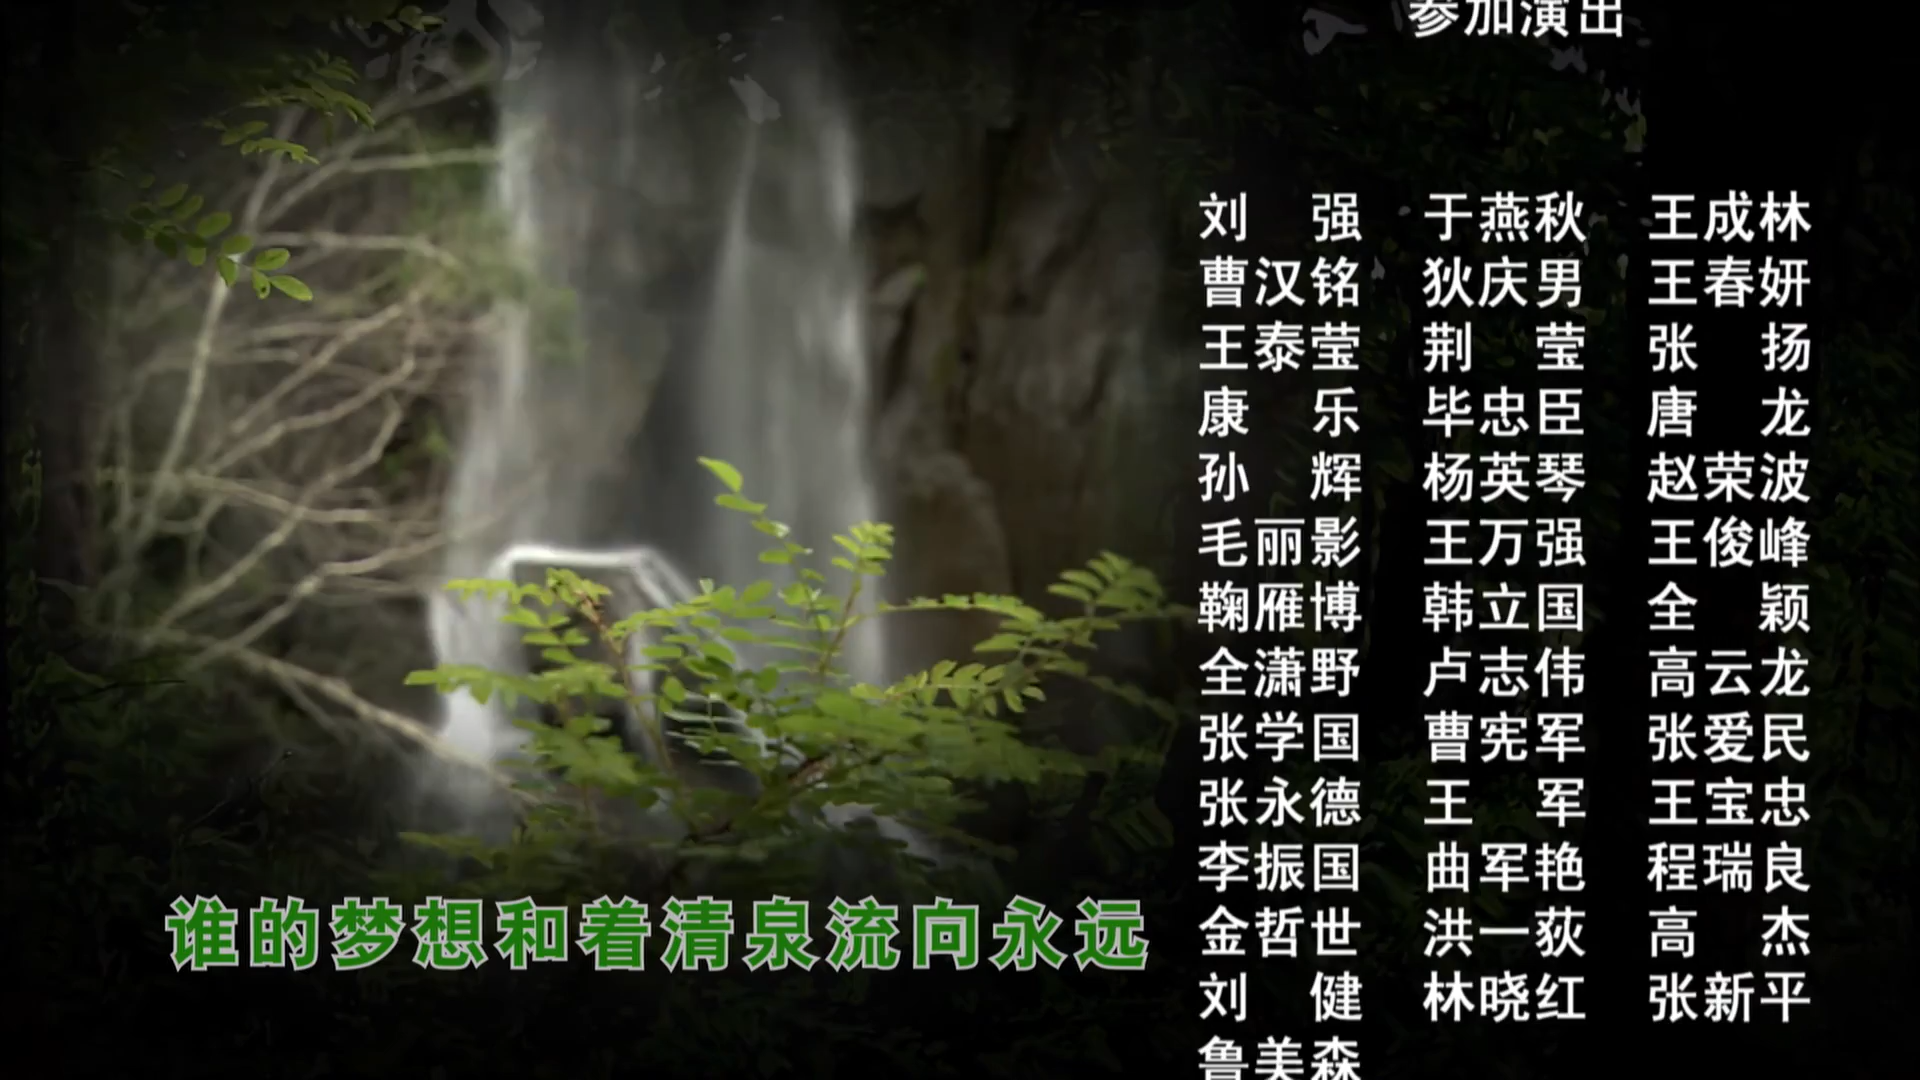 参加演出
刘 强 于燕秋 王成林
曹汉铭 狄庆男 王春妍
王泰莹 荆 莹 张 扬
康 乐 毕忠臣 唐 龙
孙 辉 杨英琴 赵荣波
毛丽影 王万强 王俊峰
鞠雁博 韩立国 全 颖
全潇野 卢志伟 高云龙
张学国 曹宪军 张爱民
张永德 王 军 王宝忠
李振国 曲军艳 程瑞良
金哲世 洪一荻 高 杰
刘 健 林晓红 张新平
鲁美森
谁的梦想和着清泉流向永远